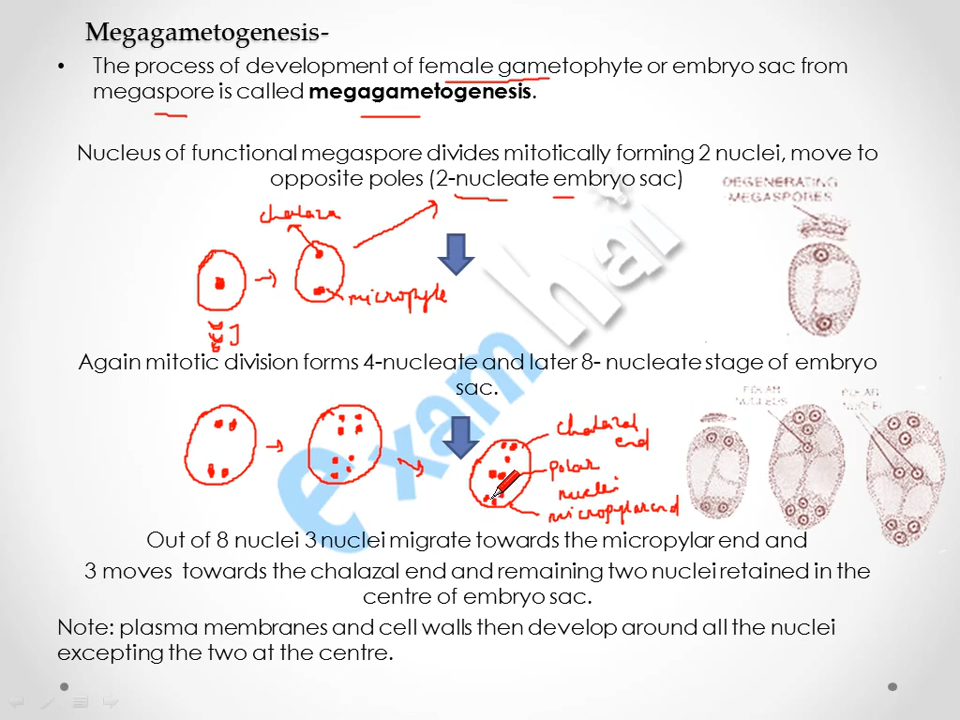 Megagametogenesis-
• The process of development of female gametophyte or embryo sac from
megaspore is called megagametogenesis.
Nucleus of functional megaspore divides mitotically forming 2 nuclei, move to
opposite poles (2-nucleate embryo sac)
DEGENERATING
MEGASPORES
chalaza
micropyle
examhai
Again mitotic division forms 4-nucleate and later 8- nucleate stage of embryo
sac.
POLAR
NUCLEUS
POLAR
NUCLEI
chalazal
end
polar
nuclei
micropylar end
Out of 8 nuclei 3 nuclei migrate towards the micropylar end and
3 moves towards the chalazal end and remaining two nuclei retained in the
centre of embryo sac.
Note: plasma membranes and cell walls then develop around all the nuclei
excepting the two at the centre.